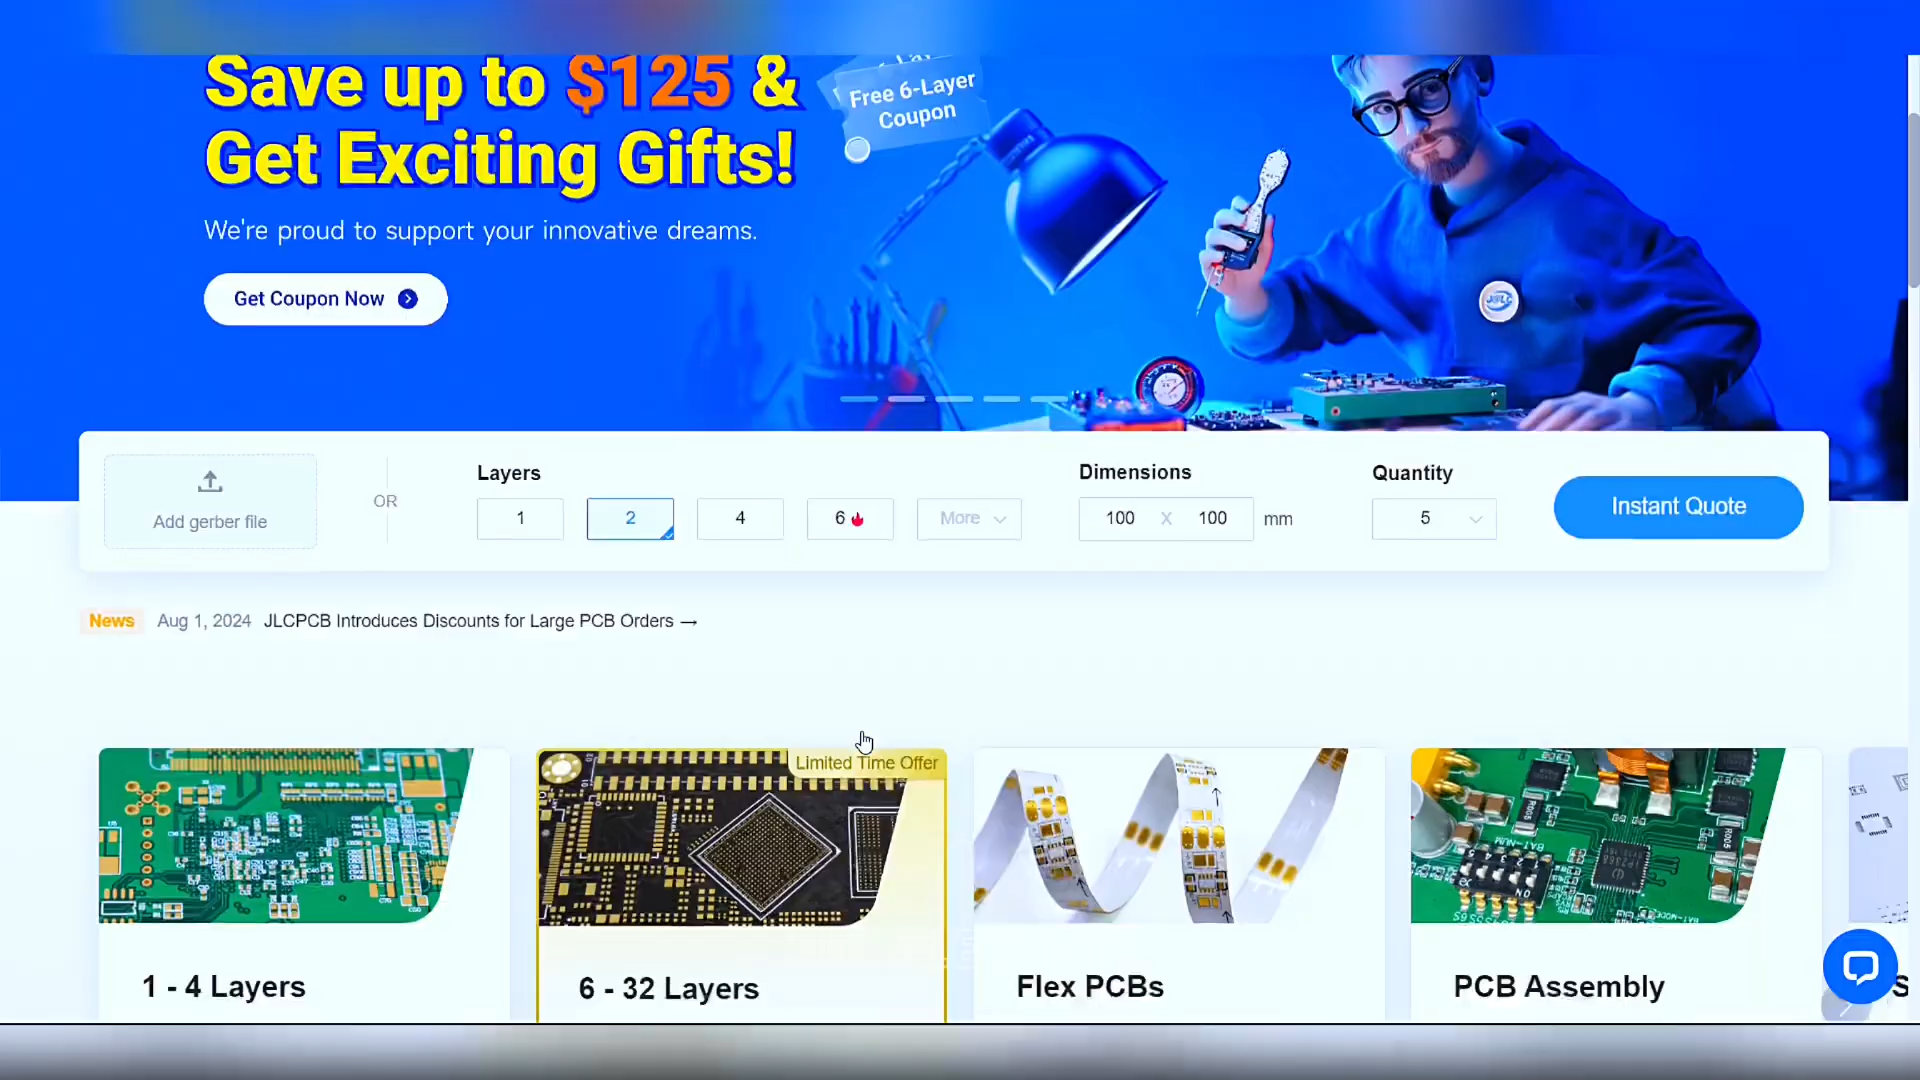 Save up to $125 &
Get Exciting Gifts!
Free 6-Layer
Coupon
We're proud to support your innovative dreams.
Get Coupon Now
Add gerber file
OR
Layers
1
2
4
6
More
Dimensions
100 X 100 mm
Quantity
5
Instant Quote
News Aug 1, 2024 JLCPCB Introduces Discounts for Large PCB Orders →
Limited Time Offer
1 - 4 Layers
6 - 32 Layers
Flex PCBs
PCB Assembly